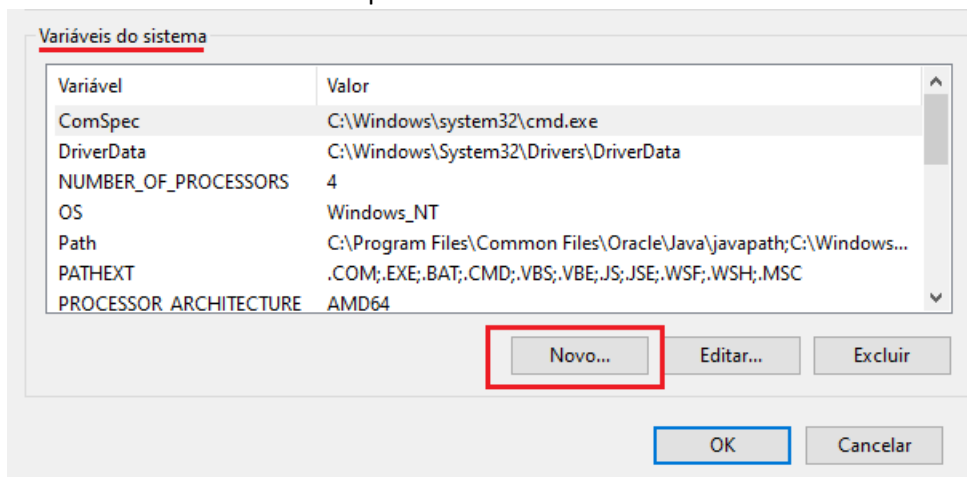 Variáveis do sistema
Variável Valor
ComSpec C:\Windows\system32\cmd.exe
DriverData C:\Windows\System32\Drivers\DriverData
NUMBER_OF_PROCESSORS 4
OS Windows_NT
Path C:\Program Files\Common Files\Oracle\Java\javapath;C:\Windows...
PATHEXT .COM;.EXE;.BAT;.CMD;.VBS;.VBE;.JS;.JSE;.WSF;.WSH;.MSC
PROCESSOR_ARCHITECTURE AMD64
Novo... Editar... Excluir
OK Cancelar